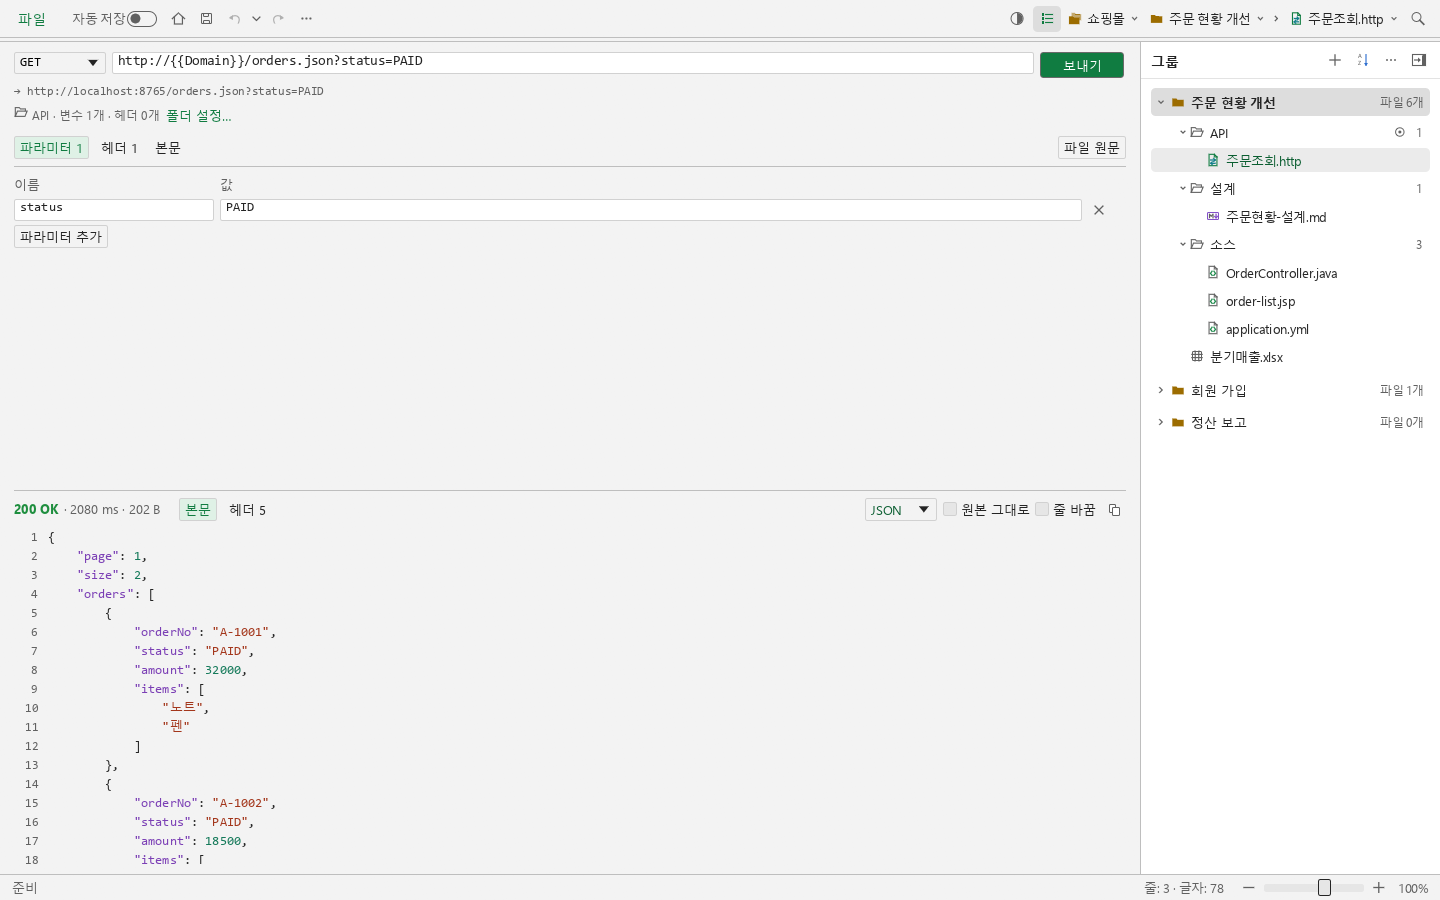 파일 자동 저장 쇼핑몰 주문 현황 개선 주문조회.http
GET http://{{Domain}}/orders.json?status=PAID 보내기
→ http://localhost:8765/orders.json?status=PAID
API · 변수 1개 · 헤더 0개 폴더 설정...
파라미터 1 헤더 1 본문 파일 원문
이름 값
status PAID
파라미터 추가
200 OK · 2080 ms · 202 B 본문 헤더 5 JSON 원본 그대로 줄 바꿈
1 {
2     "page": 1,
3     "size": 2,
4     "orders": [
5         {
6             "orderNo": "A-1001",
7             "status": "PAID",
8             "amount": 32000,
9             "items": [
10                 "노트",
11                 "펜"
12             ]
13         },
14         {
15             "orderNo": "A-1002",
16             "status": "PAID",
17             "amount": 18500,
18             "items": [
그룹
주문 현황 개선 파일 6개
API 1
주문조회.http
설계 1
주문현황-설계.md
소스 3
OrderController.java
order-list.jsp
application.yml
분기매출.xlsx
회원 가입 파일 1개
정산 보고 파일 0개
준비 줄: 3 · 글자: 78 100%